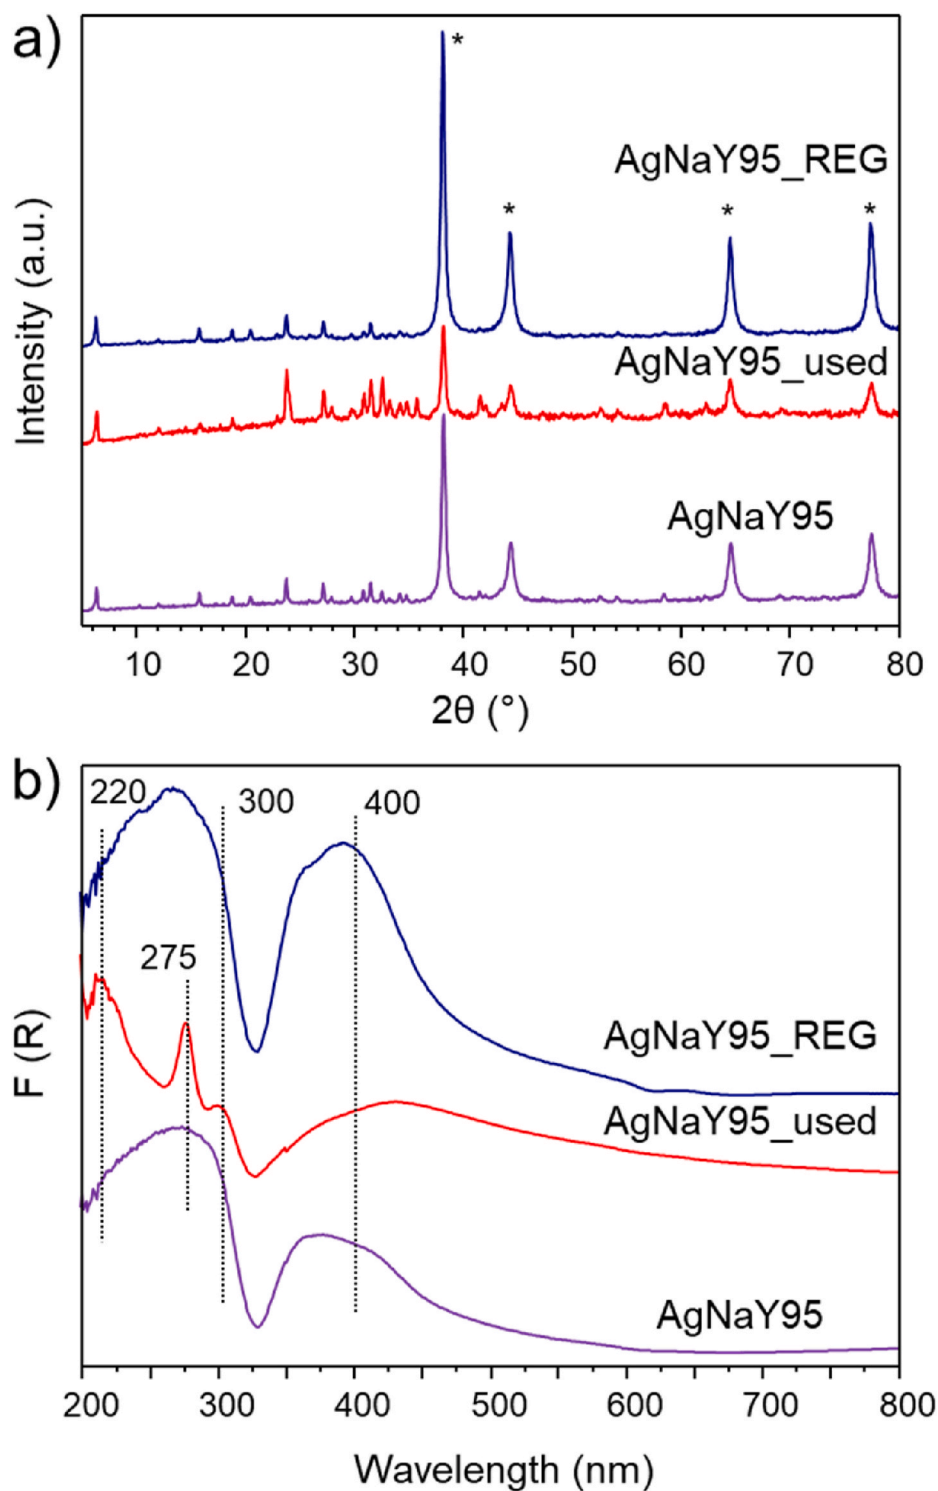 a)
*
AgNaY95_REG
* * *
AgNaY95_used
AgNaY95
Intensity (a.u.)
10 20 30 40 50 60 70 80
2θ (°)
b)
220 300 400
275
AgNaY95_REG
AgNaY95_used
AgNaY95
F (R)
200 300 400 500 600 700 800
Wavelength (nm)